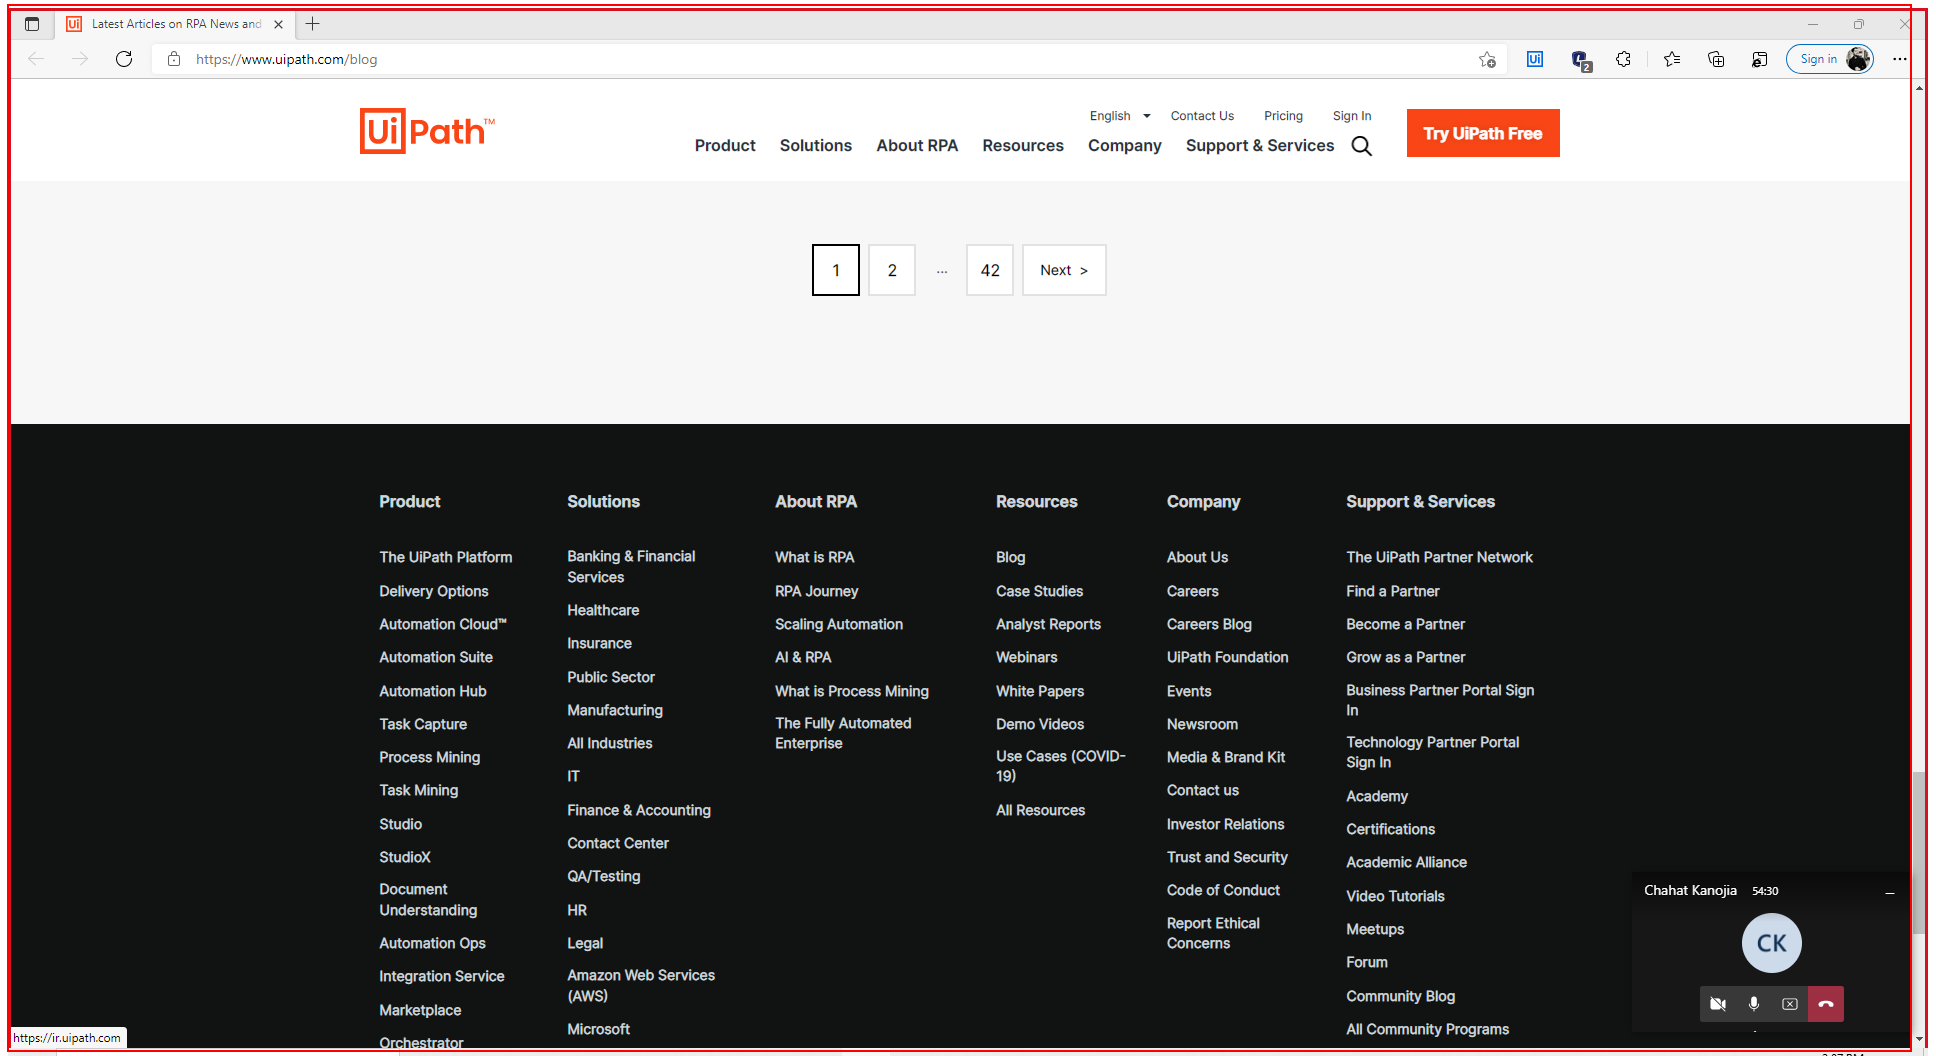 Latest Articles on RPA News and
https://www.uipath.com/blog
Ui
2
Sign in
UiPath™
English
Contact Us
Pricing
Sign In
Product
Solutions
About RPA
Resources
Company
Support & Services
Try UiPath Free
1
2
...
42
Next >
Product
The UiPath Platform
Delivery Options
Automation Cloud™
Automation Suite
Automation Hub
Task Capture
Process Mining
Task Mining
Studio
StudioX
Document
Understanding
Automation Ops
Integration Service
Marketplace
Orchestrator
Solutions
Banking & Financial
Services
Healthcare
Insurance
Public Sector
Manufacturing
All Industries
IT
Finance & Accounting
Contact Center
QA/Testing
HR
Legal
Amazon Web Services
(AWS)
Microsoft
About RPA
What is RPA
RPA Journey
Scaling Automation
AI & RPA
What is Process Mining
The Fully Automated
Enterprise
Resources
Blog
Case Studies
Analyst Reports
Webinars
White Papers
Demo Videos
Use Cases (COVID-
19)
All Resources
Company
About Us
Careers
Careers Blog
UiPath Foundation
Events
Newsroom
Media & Brand Kit
Contact us
Investor Relations
Trust and Security
Code of Conduct
Report Ethical
Concerns
Support & Services
The UiPath Partner Network
Find a Partner
Become a Partner
Grow as a Partner
Business Partner Portal Sign
In
Technology Partner Portal
Sign In
Academy
Certifications
Academic Alliance
Video Tutorials
Meetups
Forum
Community Blog
All Community Programs
Chahat Kanojia 54:30
CK
https://ir.uipath.com